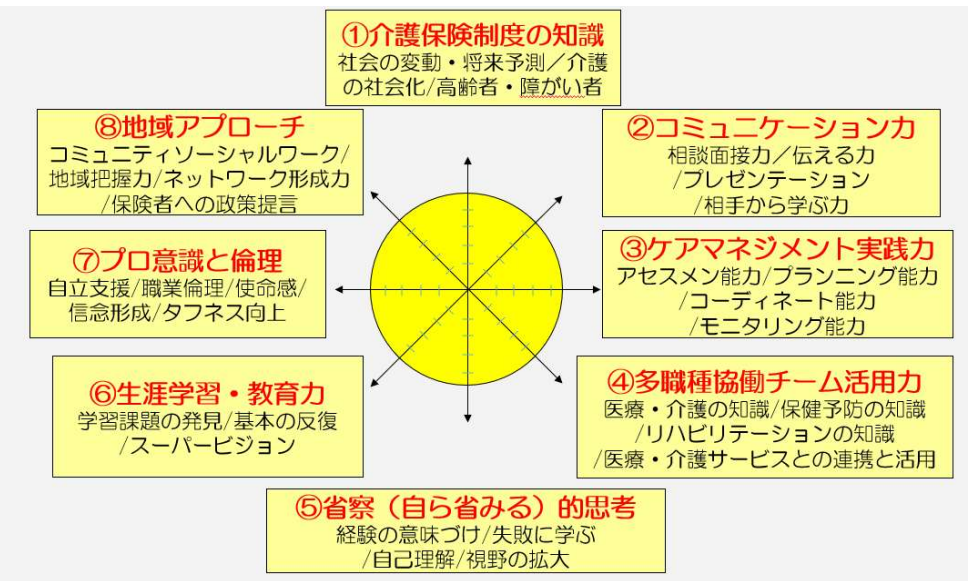 ①介護保険制度の知識
社会の変動・将来予測／介護
の社会化/高齢者・障がい者
②コミュニケーション力
相談面接力／伝える力
/プレゼンテーション
/相手から学ぶ力
③ケアマネジメント実践力
アセスメン能力/プランニング能力
/コーディネート能力
/モニタリング能力
④多職種協働チーム活用力
医療・介護の知識/保健予防の知識
/リハビリテーションの知識
/医療・介護サービスとの連携と活用
⑤省察（自ら省みる）的思考
経験の意味づけ/失敗に学ぶ
/自己理解/視野の拡大
⑥生涯学習・教育力
学習課題の発見/基本の反復
/スーパービジョン
⑦プロ意識と倫理
自立支援/職業倫理/使命感/
信念形成/タフネス向上
⑧地域アプローチ
コミュニティソーシャルワーク/
地域把握力/ネットワーク形成力
/保険者への政策提言